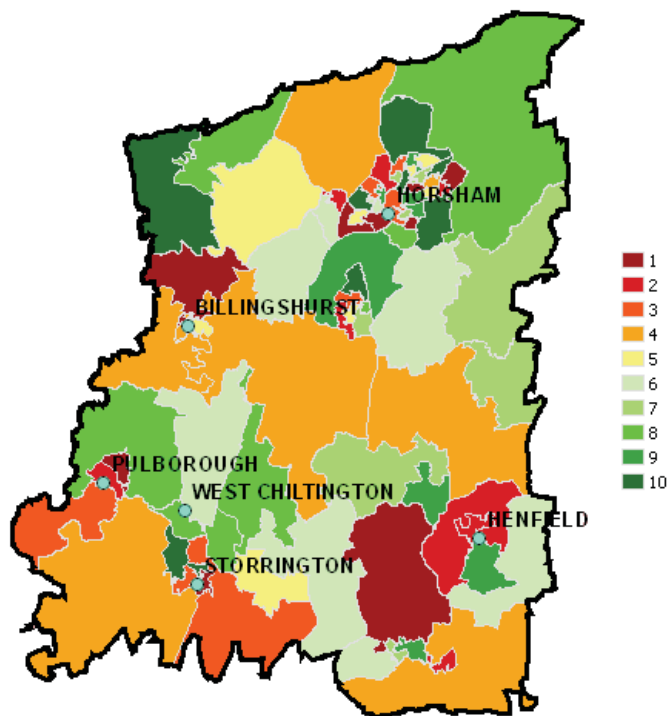 HORSHAM
1
2
BILLINGSHURST
3
4
5
6
7
8
9
PULBOROUGH
10
WEST CHILTINGTON
HENFIELD
STORRINGTON